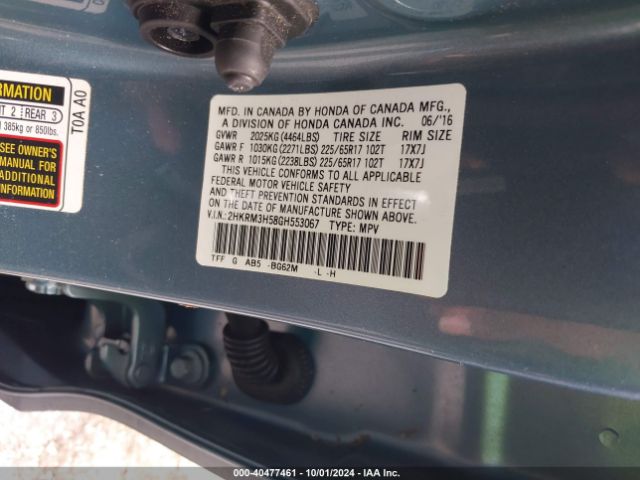 ORMATION
NT 2 REAR 3
385kg or 850lbs.
SEE OWNER'S
MANUAL FOR
ADDITIONAL
INFORMATION
T0A A0
MFD. IN CANADA BY HONDA OF CANADA MFG.,
A DIVISION OF HONDA CANADA INC. 06/'16
GVWR 2025KG (4464LBS) TIRE SIZE RIM SIZE
GAWR F 1030KG (2271LBS) 225/65R17 102T 17X7J
GAWR R 1015KG (2238LBS) 225/65R17 102T 17X7J
THIS VEHICLE CONFORMS TO ALL APPLICABLE
FEDERAL MOTOR VEHICLE SAFETY
AND THEFT PREVENTION STANDARDS IN EFFECT
ON THE DATE OF MANUFACTURE SHOWN ABOVE.
V.I.N.: 2HKRM3H58GH553067 TYPE: MPV
TFF G AB5 -BG62M -L -H
000-40477461 - 10/01/2024 - IAA Inc.